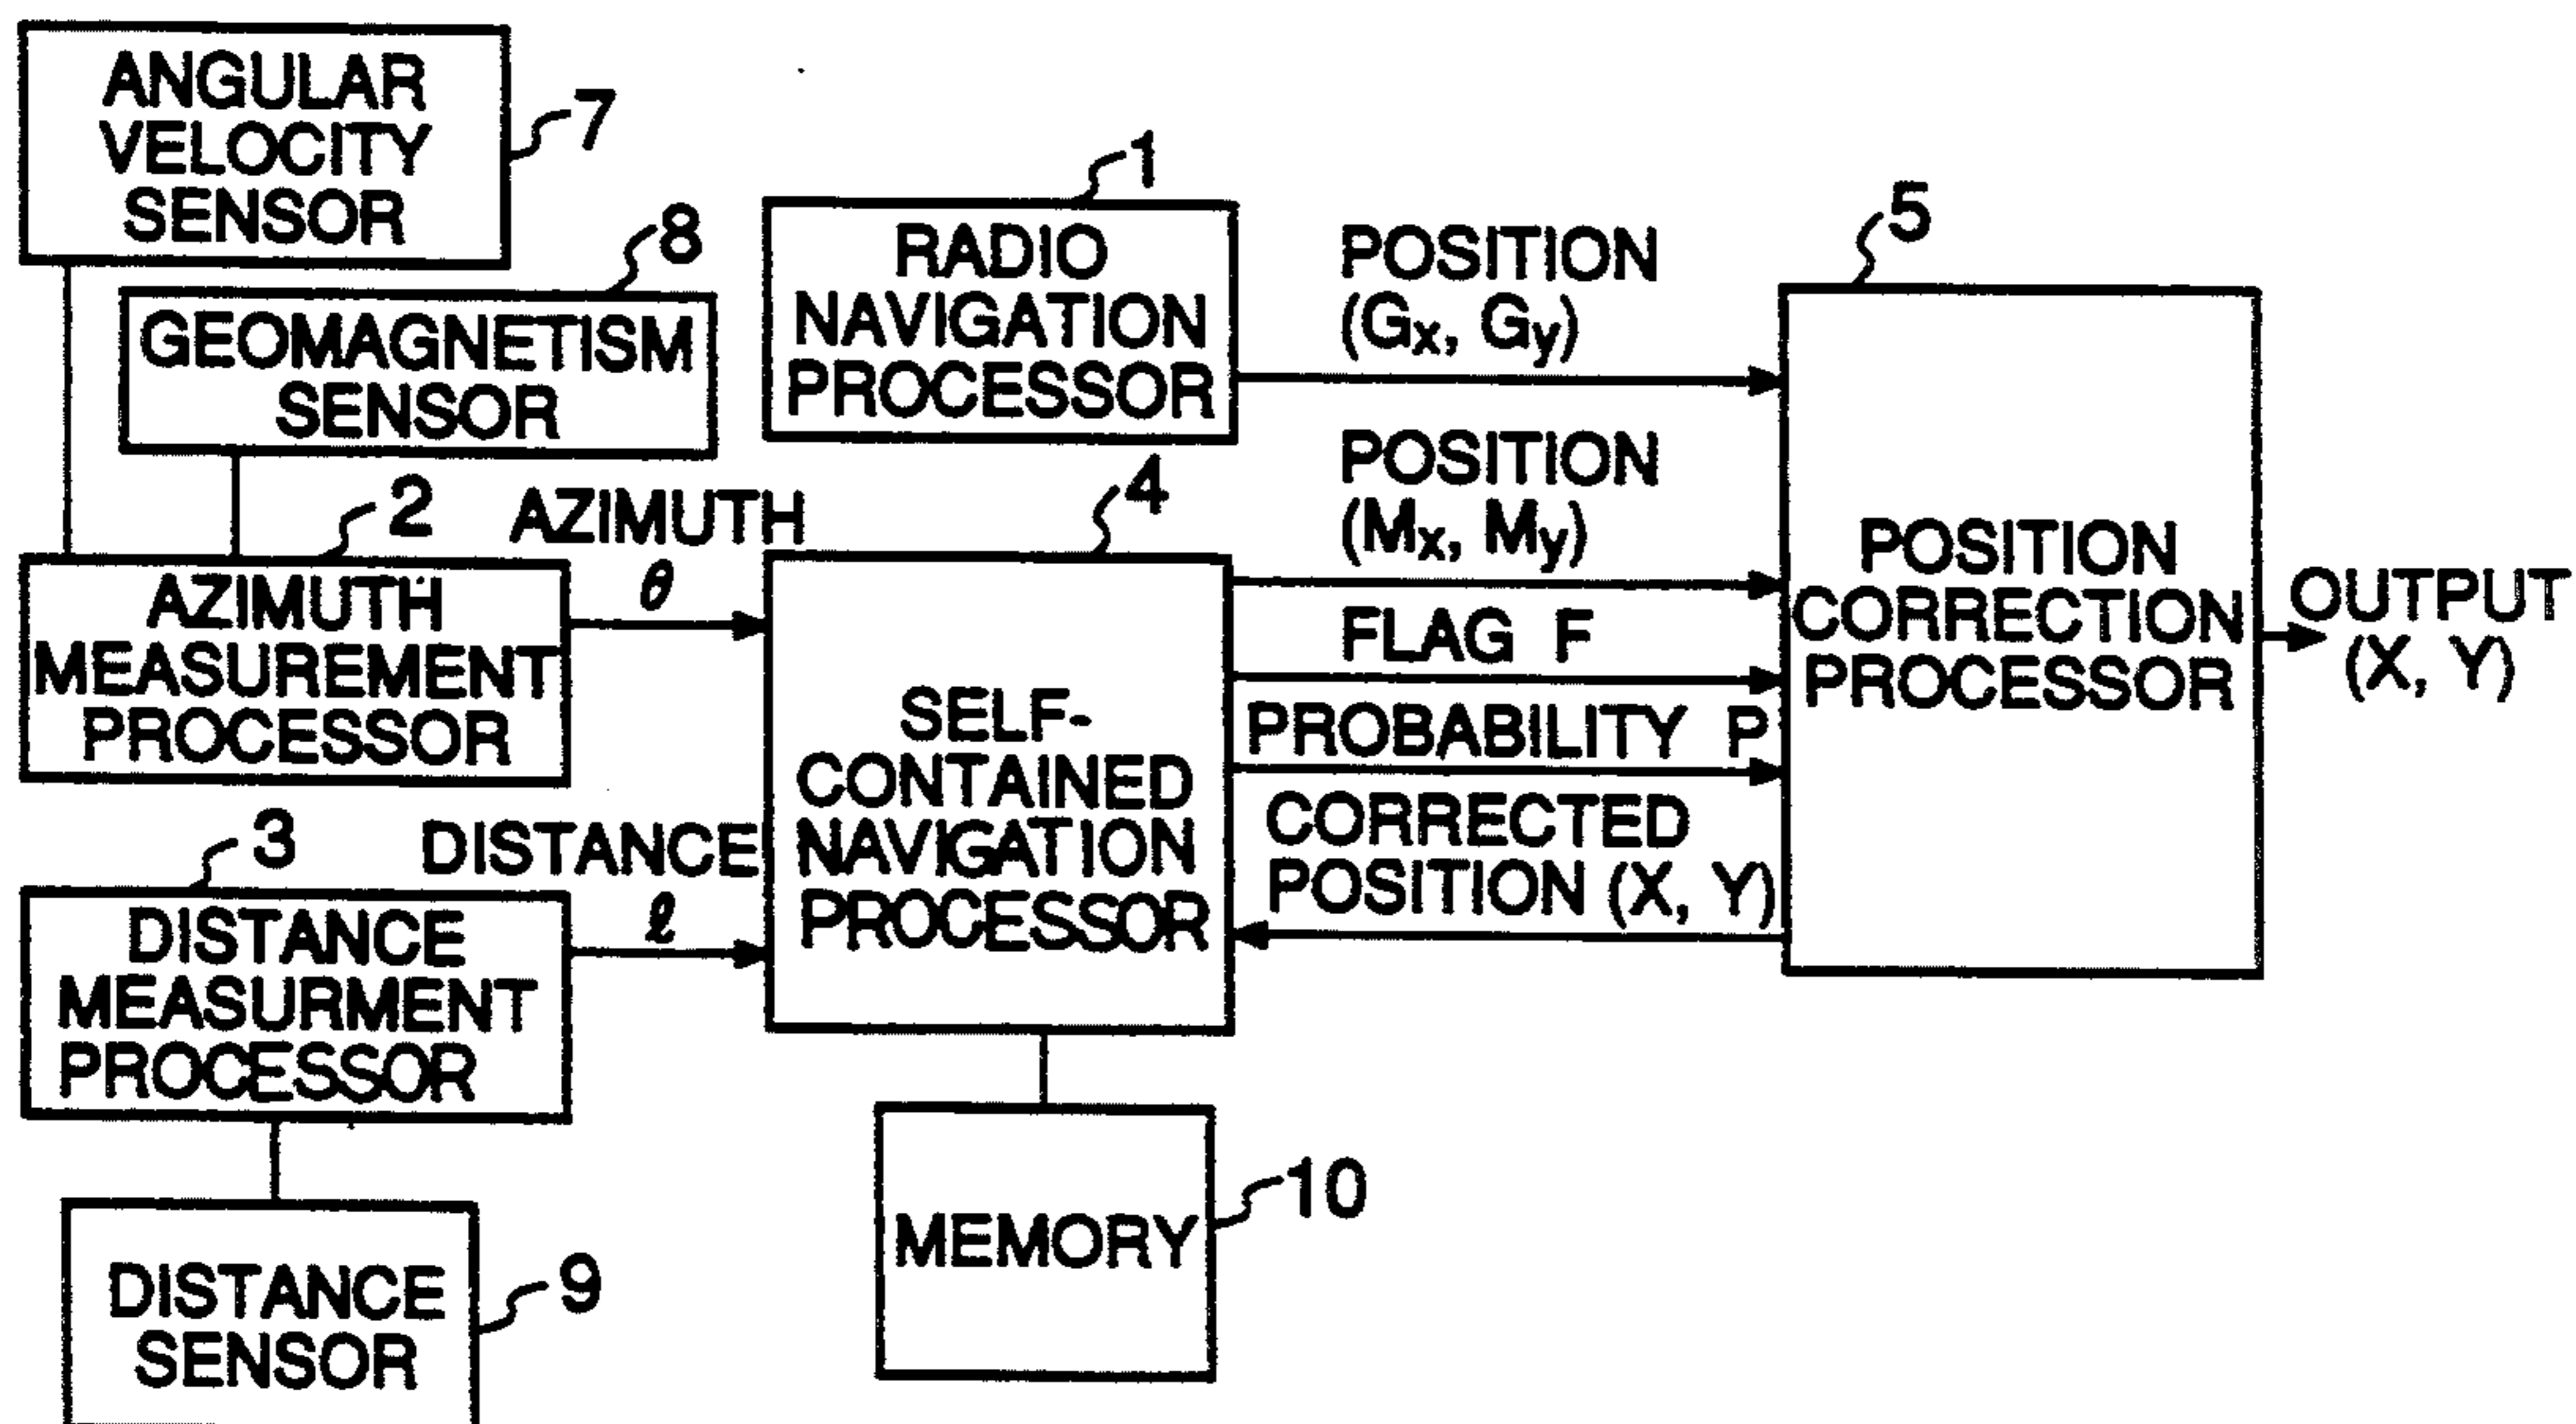 ANGULAR
VELOCITY
SENSOR
7
GEOMAGNETISM
SENSOR
8
RADIO
NAVIGATION
PROCESSOR
1
POSITION
(Gx, Gy)
5
AZIMUTH
MEASUREMENT
PROCESSOR
2
AZIMUTH
θ
4
SELF-
CONTAINED
NAVIGATION
PROCESSOR
POSITION
(Mx, My)
FLAG F
PROBABILITY P
CORRECTED
POSITION (X, Y)
POSITION
CORRECTION
PROCESSOR
OUTPUT
(X, Y)
3
DISTANCE
ℓ
DISTANCE
MEASURMENT
PROCESSOR
MEMORY
10
DISTANCE
SENSOR
9